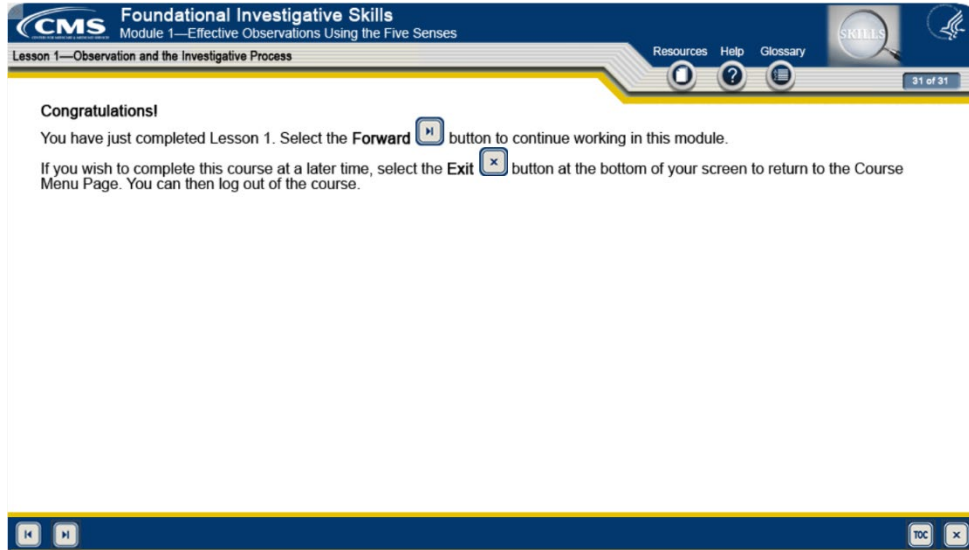 CMS
Foundational Investigative Skills
Module 1—Effective Observations Using the Five Senses
SKILLS
Lesson 1—Observation and the Investigative Process
Resources Help Glossary
31 of 31
Congratulations!
You have just completed Lesson 1. Select the Forward button to continue working in this module.
If you wish to complete this course at a later time, select the Exit button at the bottom of your screen to return to the Course
Menu Page. You can then log out of the course.
TOC